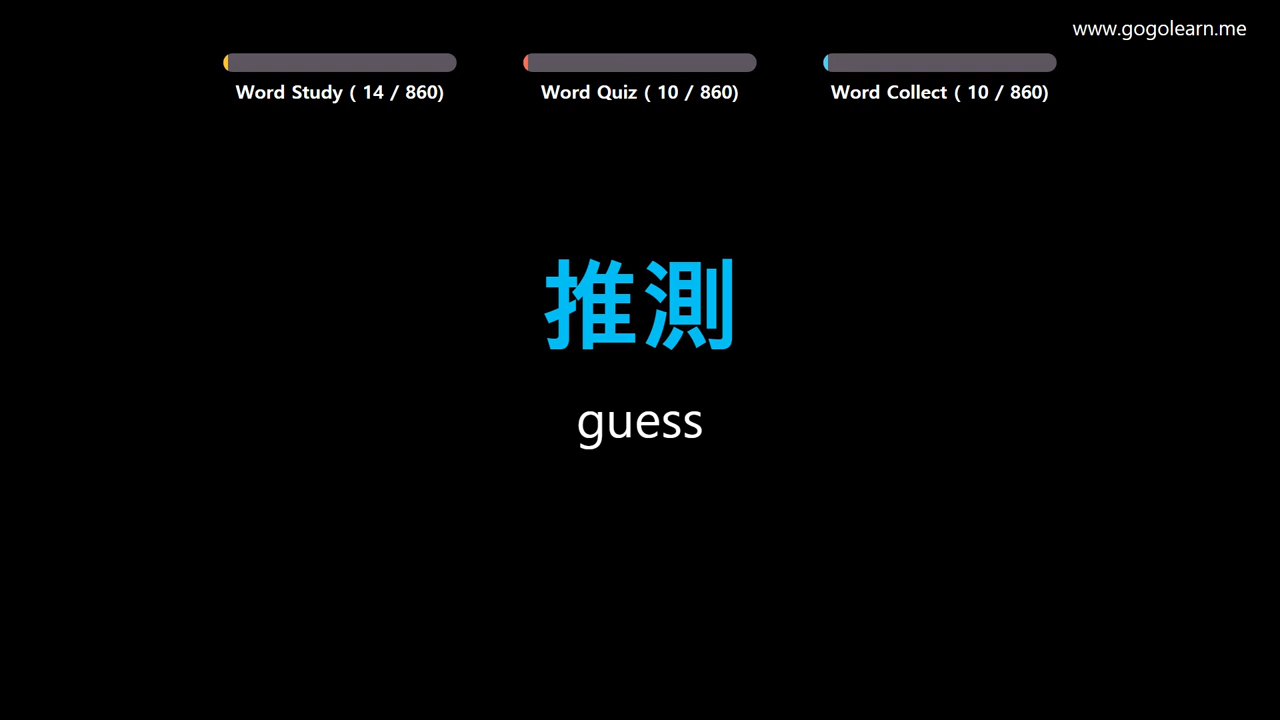 www.gogolearn.me
Word Study ( 14 / 860)
Word Quiz ( 10 / 860)
Word Collect ( 10 / 860)
推測
guess